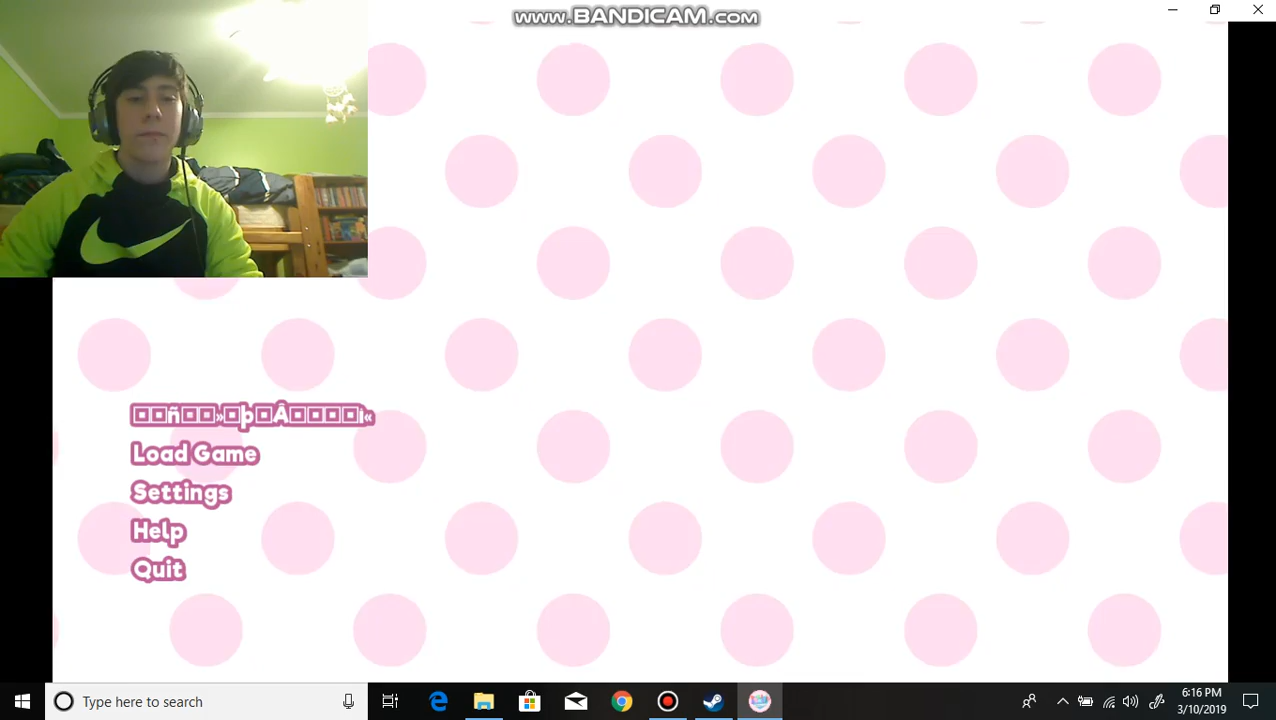 www.BANDICAM.com
Load Game
Settings
Help
Quit
Type here to search
6:16 PM
3/10/2019